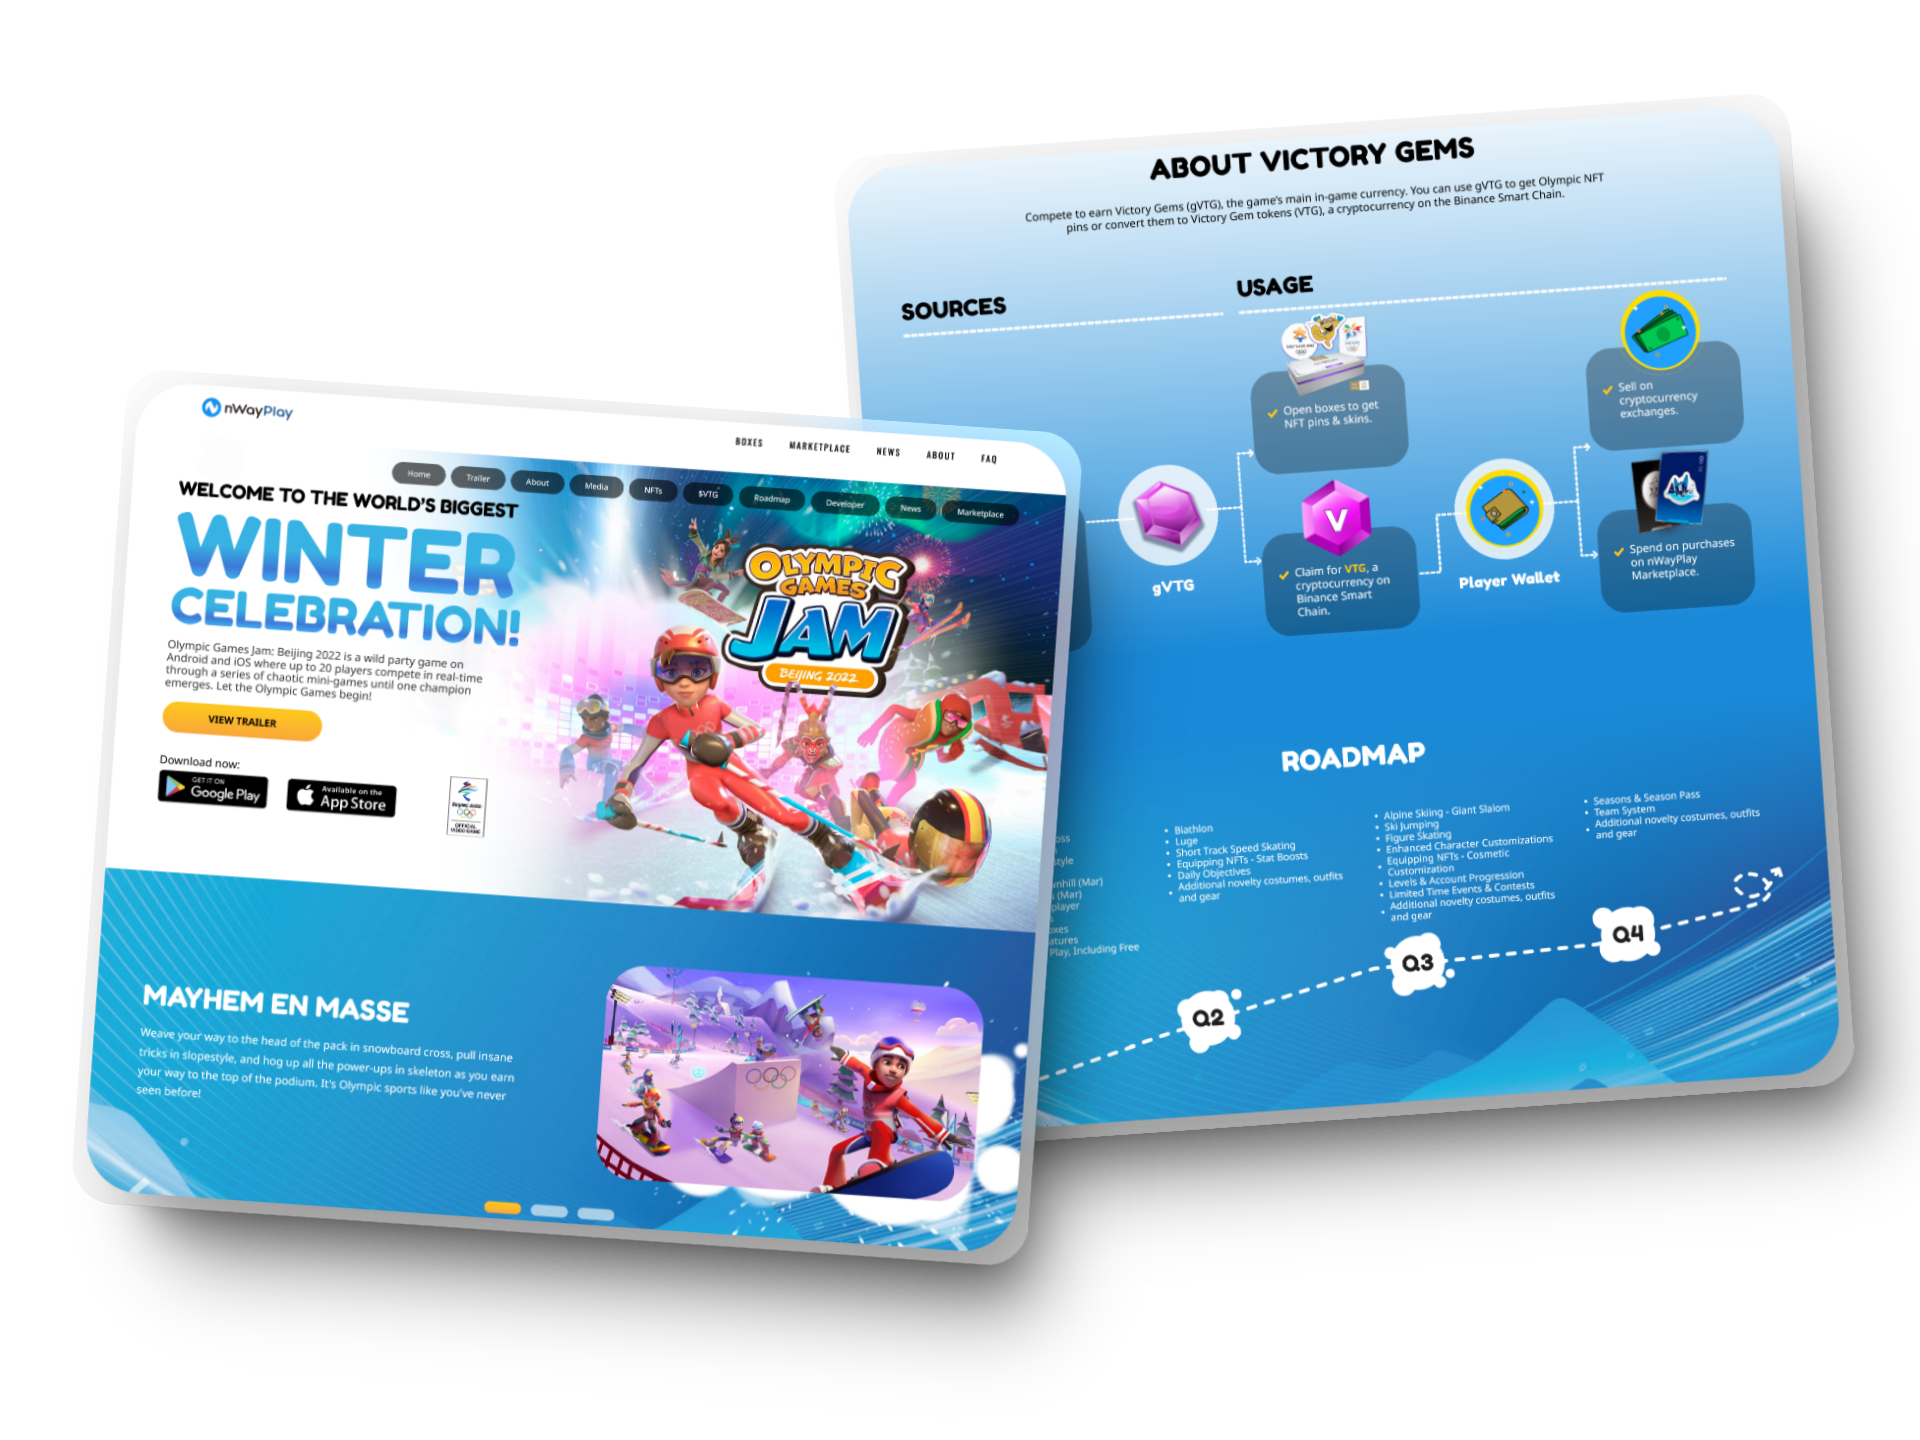 nWayPlay
BOXES
MARKETPLACE
NEWS
ABOUT
FAQ
Home
Trailer
About
Media
NFTs
$VTG
Roadmap
Developer
News
Marketplace
WELCOME TO THE WORLD'S BIGGEST
WINTER
CELEBRATION!
Olympic Games Jam: Beijing 2022 is a wild party game on
Android and iOS where up to 20 players compete in real-time
through a series of chaotic mini-games until one champion
emerges. Let the Olympic Games begin!
VIEW TRAILER
Download now:
GET IT ON
Google Play
Available on the
App Store
BEIJING 2022
OFFICIAL
VIDEO GAME
OLYMPIC
GAMES
JAM
BEIJING 2022
MAYHEM EN MASSE
Weave your way to the head of the pack in snowboard cross, pull insane
tricks in slopestyle, and hog up all the power-ups in skeleton as you earn
your way to the top of the podium. It's Olympic sports like you've never
seen before!
ABOUT VICTORY GEMS
Compete to earn Victory Gems (gVTG), the game's main in-game currency. You can use gVTG to get Olympic NFT
pins or convert them to Victory Gem tokens (VTG), a cryptocurrency on the Binance Smart Chain.
SOURCES
USAGE
Open boxes to get
NFT pins & skins.
Sell on
cryptocurrency
exchanges.
gVTG
V
Claim for VTG, a
cryptocurrency on
Binance Smart
Chain.
Player Wallet
Spend on purchases
on nWayPlay
Marketplace.
ROADMAP
oss
style
wnhill (Mar)
(Mar)
player
oxes
atures
Play, Including Free
• Biathlon
• Luge
• Short Track Speed Skating
• Equipping NFTs - Stat Boosts
• Daily Objectives
• Additional novelty costumes, outfits
and gear
• Alpine Skiing - Giant Slalom
• Ski Jumping
• Figure Skating
• Enhanced Character Customizations
• Equipping NFTs - Cosmetic
Customization
• Levels & Account Progression
• Limited Time Events & Contests
• Additional novelty costumes, outfits
and gear
• Seasons & Season Pass
• Team System
• Additional novelty costumes, outfits
and gear
Q2
Q3
Q4